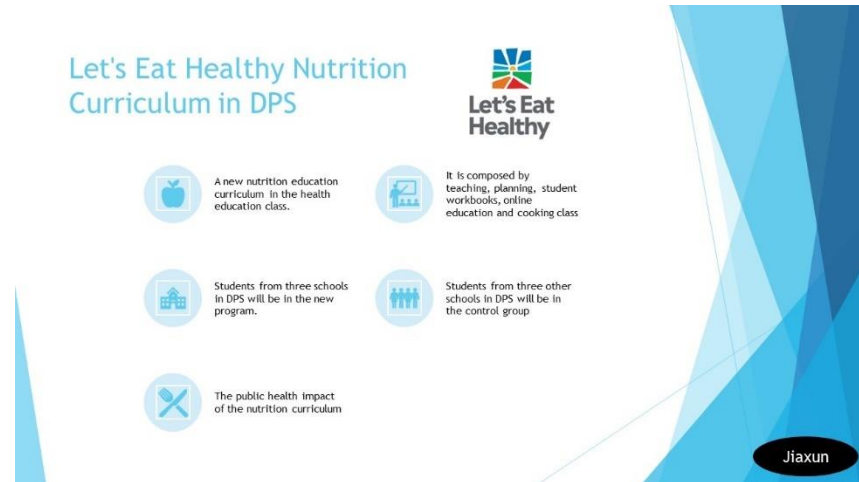 Let's Eat Healthy Nutrition
Curriculum in DPS
Let's Eat
Healthy
A new nutrition education
curriculum in the health
education class.
It is composed by
teaching, planning, student
workbooks, online
education and cooking class
Students from three schools
in DPS will be in the new
program.
Students from three other
schools in DPS will be in
the control group
The public health impact
of the nutrition curriculum
Jiaxun